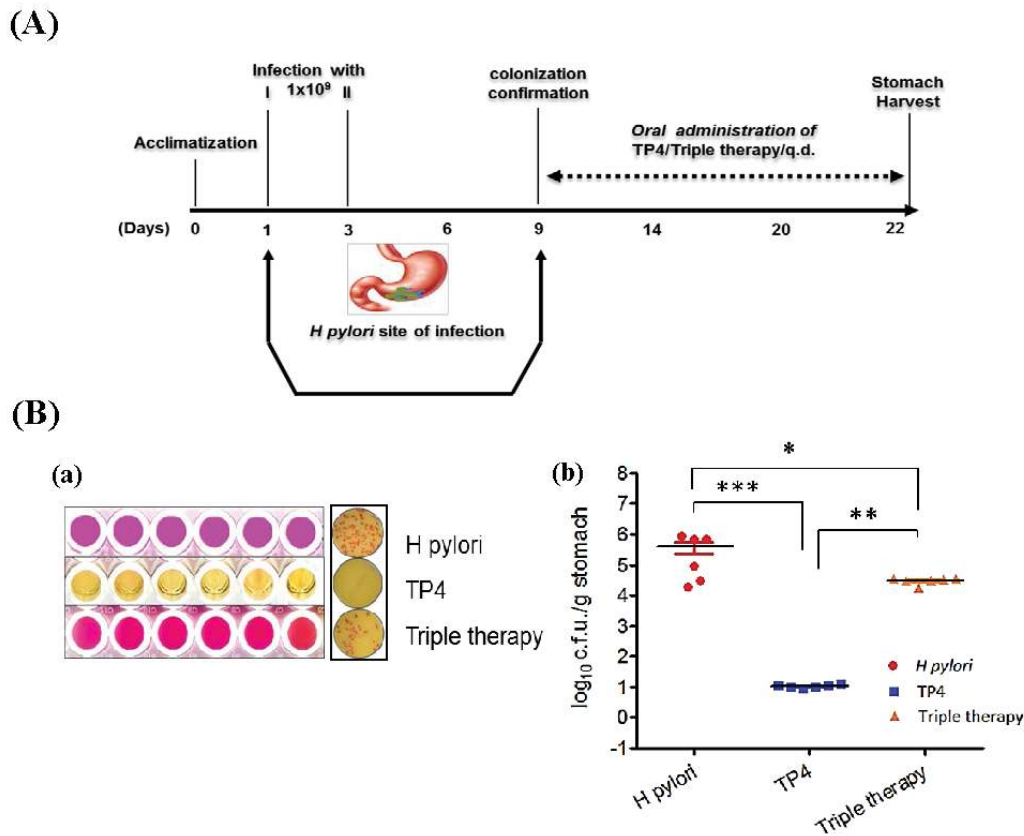 (A)
Infection with
I 1x10⁹ II
colonization
confirmation
Stomach
Harvest
Acclimatization
Oral administration of
TP4/Triple therapy/q.d.
(Days) 0 1 3 6 9 14 20 22
H pylori site of infection
(B)
(a)
H pylori
TP4
Triple therapy
(b)
log₁₀ c.f.u./g stomach
8
7
6
5
4
3
2
1
0
-1
*
***
**
H pylori
TP4
Triple therapy
H pylori
TP4
Triple therapy